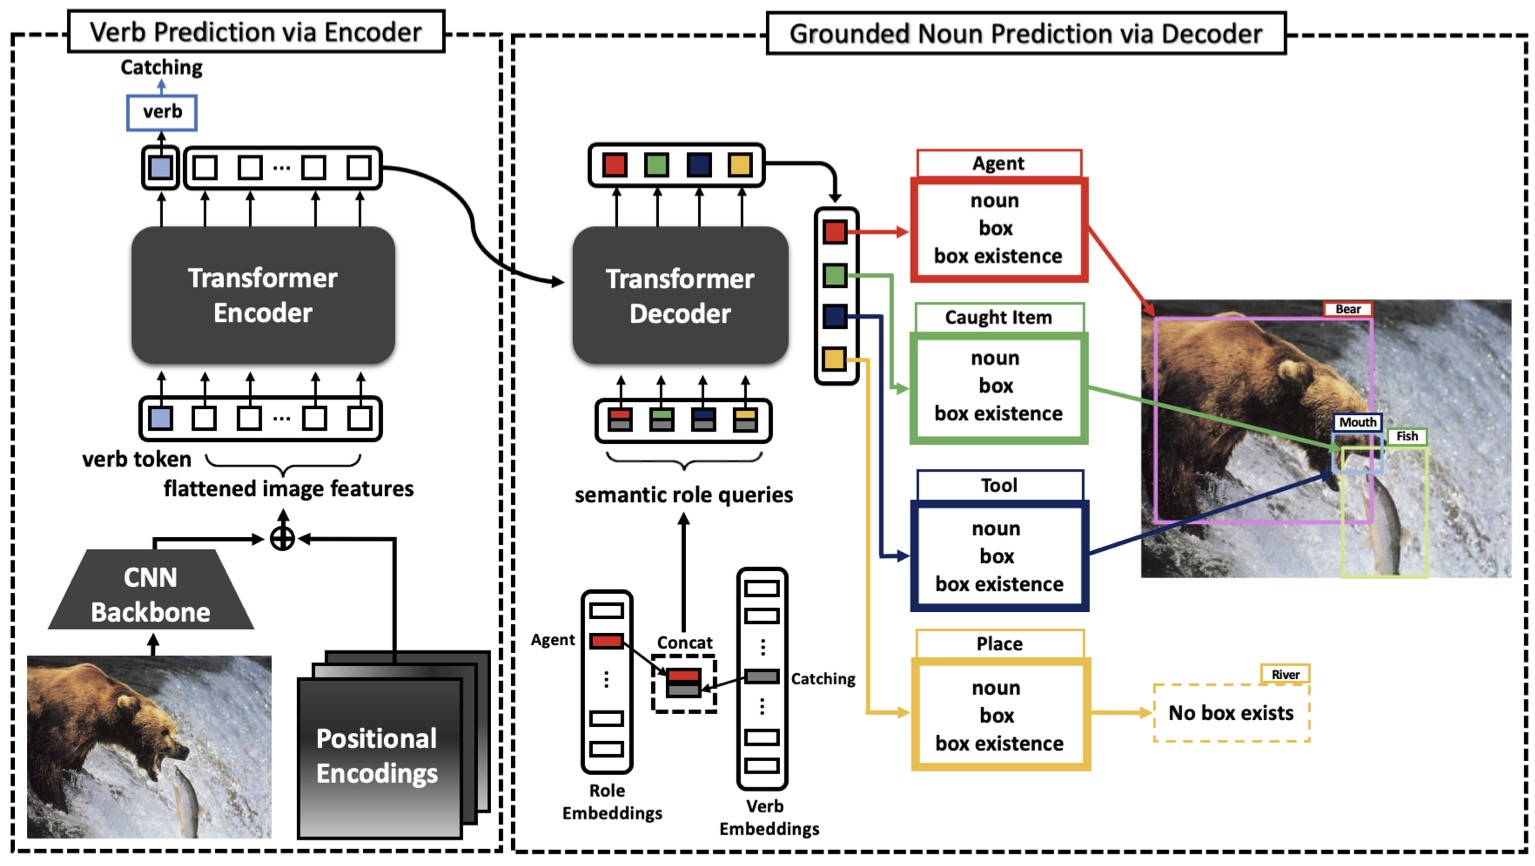 Verb Prediction via Encoder
Catching
verb
...
Transformer
Encoder
...
verb token
flattened image features
CNN
Backbone
Positional
Encodings
Grounded Noun Prediction via Decoder
Transformer
Decoder
semantic role queries
Agent
Concat
Catching
Role
Embeddings
Verb
Embeddings
Agent
noun
box
box existence
Caught Item
noun
box
box existence
Tool
noun
box
box existence
Place
noun
box
box existence
Bear
Mouth
Fish
River
No box exists